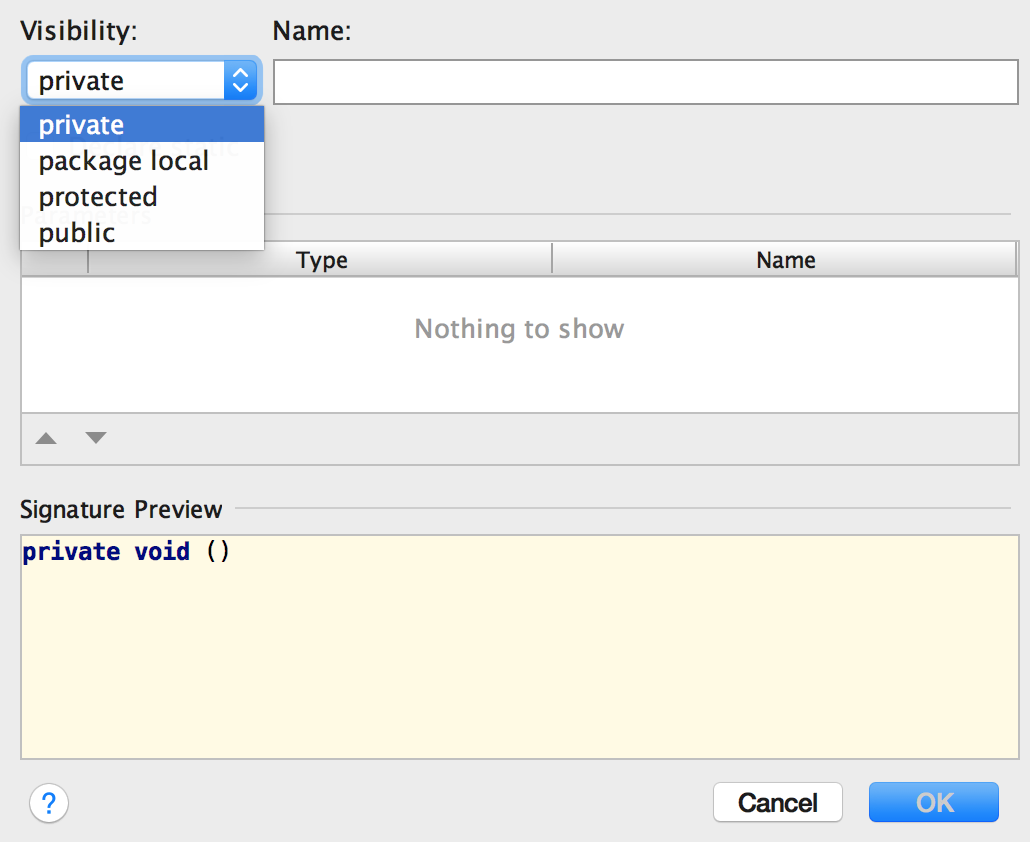 Visibility: Name:
private
private
package local
protected
Parameters
public
Type Name
Nothing to show
Signature Preview
private void ()
? Cancel OK